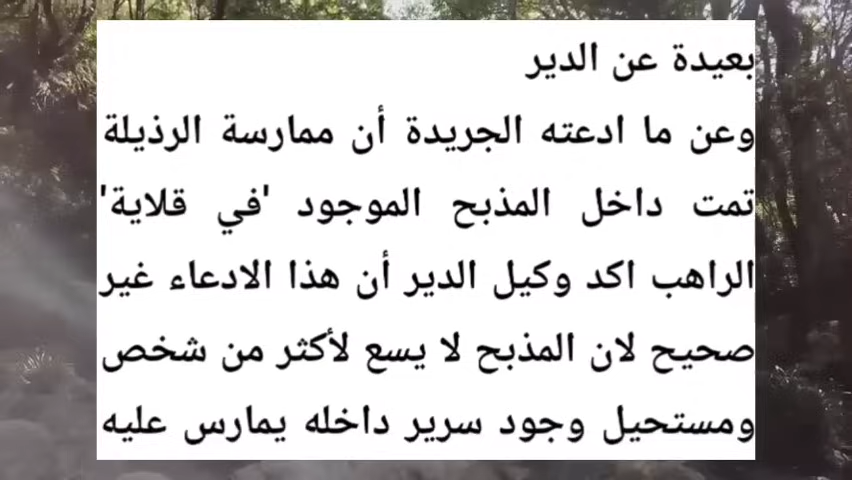 بعيدة عن الدير
وعن ما ادعته الجريدة أن ممارسة الرذيلة
تمت داخل المذبح الموجود 'في قلاية'
الراهب اكد وكيل الدير أن هذا الادعاء غير
صحيح لان المذبح لا يسع لأكثر من شخص
ومستحيل وجود سرير داخله يمارس عليه